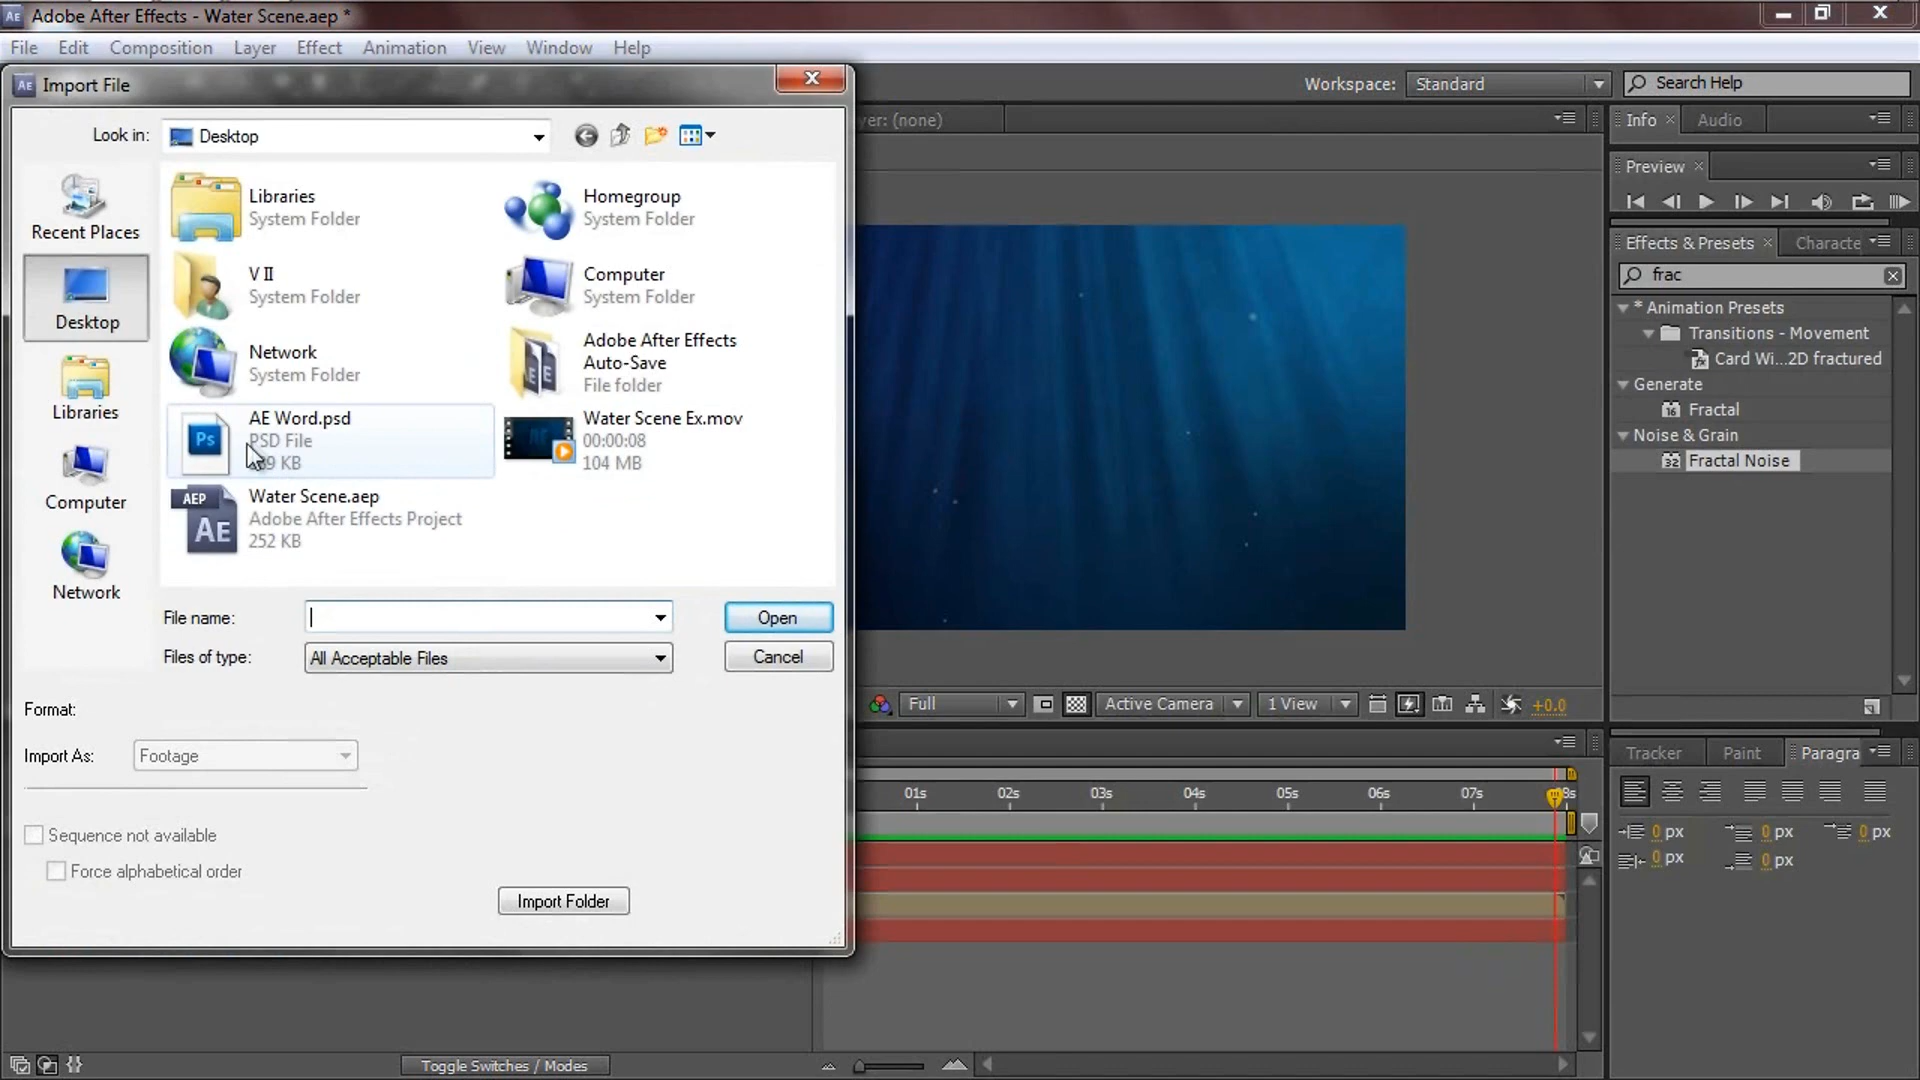 Adobe After Effects - Water Scene.aep *
File Edit Composition Layer Effect Animation View Window Help
AE Import File
Workspace: Standard Search Help
Look in: Desktop
yer: (none)
Info Audio
Recent Places
Desktop
Libraries
Computer
Network
Libraries
System Folder
Homegroup
System Folder
V II
System Folder
Computer
System Folder
Network
System Folder
Adobe After Effects
Auto-Save
File folder
AE Word.psd
PSD File
9 KB
Water Scene Ex.mov
00:00:08
104 MB
AEP
AE
Water Scene.aep
Adobe After Effects Project
252 KB
File name: Open
Files of type: All Acceptable Files Cancel
Format:
Import As: Footage
Sequence not available
Force alphabetical order
Import Folder
Preview
Effects & Presets Characte
frac
* Animation Presets
Transitions - Movement
Card Wi...2D fractured
Generate
16 Fractal
Noise & Grain
32 Fractal Noise
Full Active Camera 1 View +0.0
01s 02s 03s 04s 05s 06s 07s 8s
Tracker Paint Paragra
0 px 0 px 0 px
0 px 0 px
Toggle Switches / Modes